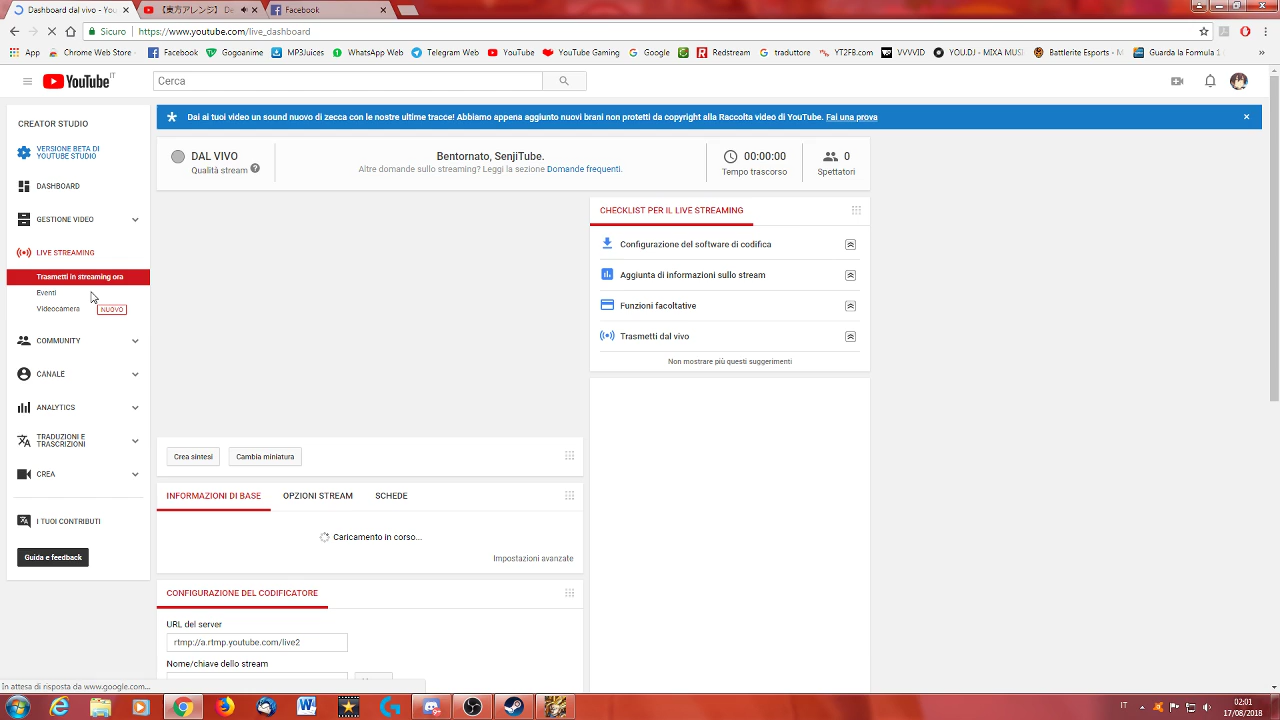 Dashboard dal vivo - You
【東方アレンジ】 De
Facebook
Sicuro
https://www.youtube.com/live_dashboard
App
Chrome Web Store
Facebook
Gogoanime
MP3Juices
WhatsApp Web
Telegram Web
YouTube
YouTube Gaming
Google
Redstream
traduttore
YT2FB.com
VVVVID
YOU.DJ - MIXA MUSI
Battlerite Esports - M
Guarda la Formula 1
YouTube IT
Cerca
CREATOR STUDIO
VERSIONE BETA DI
YOUTUBE STUDIO
DASHBOARD
GESTIONE VIDEO
LIVE STREAMING
Trasmetti in streaming ora
Eventi
Videocamera
NUOVO
COMMUNITY
CANALE
ANALYTICS
TRADUZIONI E
TRASCRIZIONI
CREA
I TUOI CONTRIBUTI
Guida e feedback
Dai ai tuoi video un sound nuovo di zecca con le nostre ultime tracce! Abbiamo appena aggiunto nuovi brani non protetti da copyright alla Raccolta video di YouTube. Fai una prova
DAL VIVO
Qualità stream
Bentornato, SenjiTube.
Altre domande sullo streaming? Leggi la sezione Domande frequenti.
00:00:00
Tempo trascorso
0
Spettatori
CHECKLIST PER IL LIVE STREAMING
Configurazione del software di codifica
Aggiunta di informazioni sullo stream
Funzioni facoltative
Trasmetti dal vivo
Non mostrare più questi suggerimenti
Crea sintesi
Cambia miniatura
INFORMAZIONI DI BASE
OPZIONI STREAM
SCHEDE
Caricamento in corso...
Impostazioni avanzate
CONFIGURAZIONE DEL CODIFICATORE
URL del server
rtmp://a.rtmp.youtube.com/live2
Nome/chiave dello stream
In attesa di risposta da www.google.com...
IT
02:01
17/08/2018